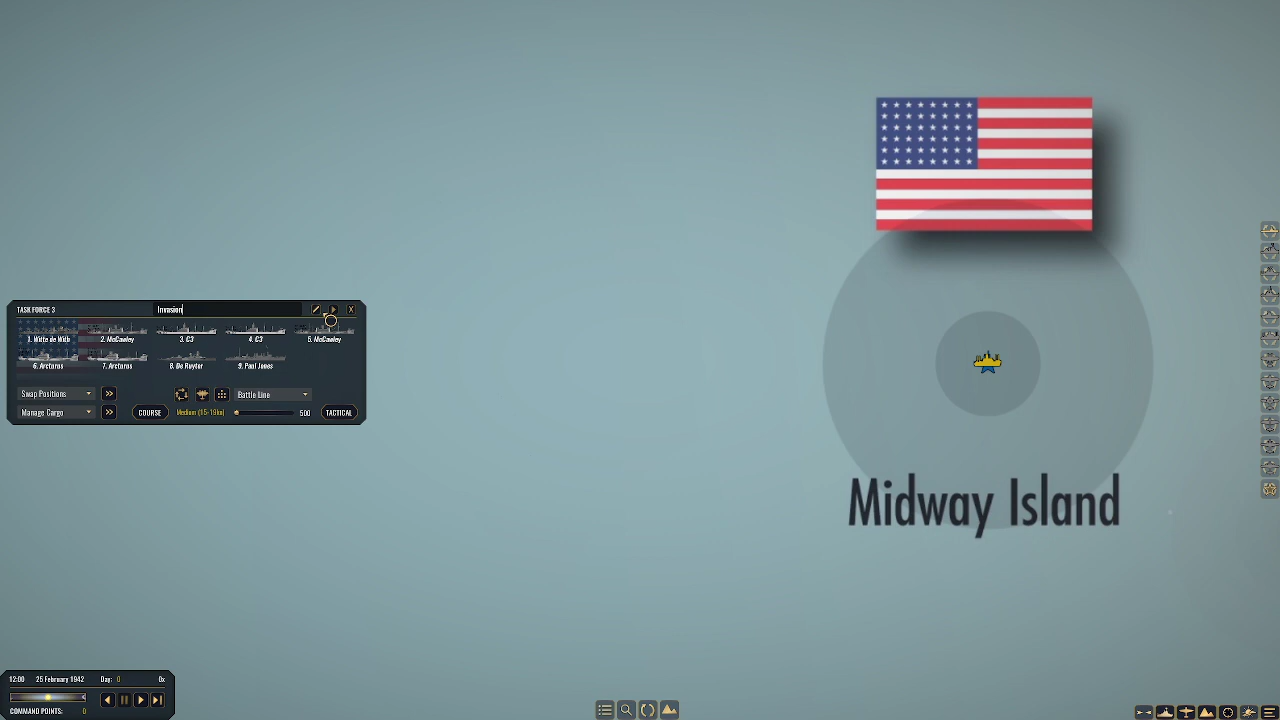 TASK FORCE 3
Invasion
X
1. Witte de With
2. McCawley
3. C3
4. C3
5. McCawley
6. Arcturus
7. Arcturus
8. De Ruyter
9. Paul Jones
Swap Positions
Battle Line
Manage Cargo
COURSE
Medium (15-19kn)
500
TACTICAL
Midway Island
12:00 25 February 1942 Day: 0 0x
COMMAND POINTS: 0